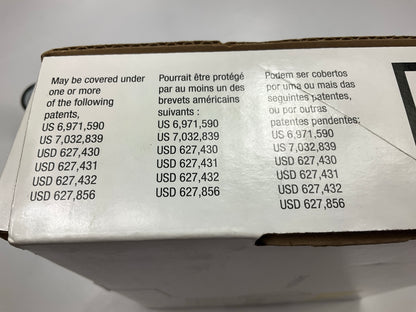 May be covered under
one or more
of the following
patents,
US 6,971,590
US 7,032,839
USD 627,430
USD 627,431
USD 627,432
USD 627,856
Pourrait être protégé
par au moins un des
brevets américains
suivants :
US 6,971,590
US 7,032,839
USD 627,430
USD 627,431
USD 627,432
USD 627,856
Podem ser cobertos
por uma ou mais das
seguintes patentes,
ou por outras
patentes pendentes:
US 6,971,590
US 7,032,839
USD 627,430
USD 627,431
USD 627,432
USD 627,856